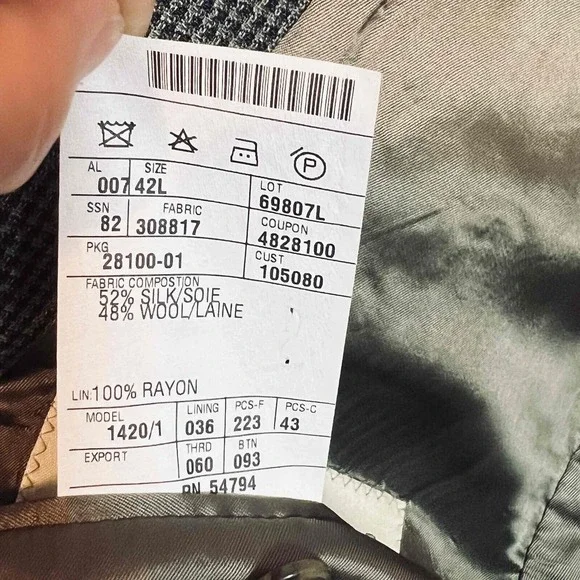 P
AL SIZE
007 42L
LOT
69807L
SSN FABRIC
82 308817
COUPON
4828100
PKG
28100-01
CUST
105080
FABRIC COMPOSTION
52% SILK/SOIE
48% WOOL/LAINE
LIN:100% RAYON
MODEL LINING PCS-F PCS-C
1420/1 036 223 43
EXPORT THRD BTN
060 093
RN 54794